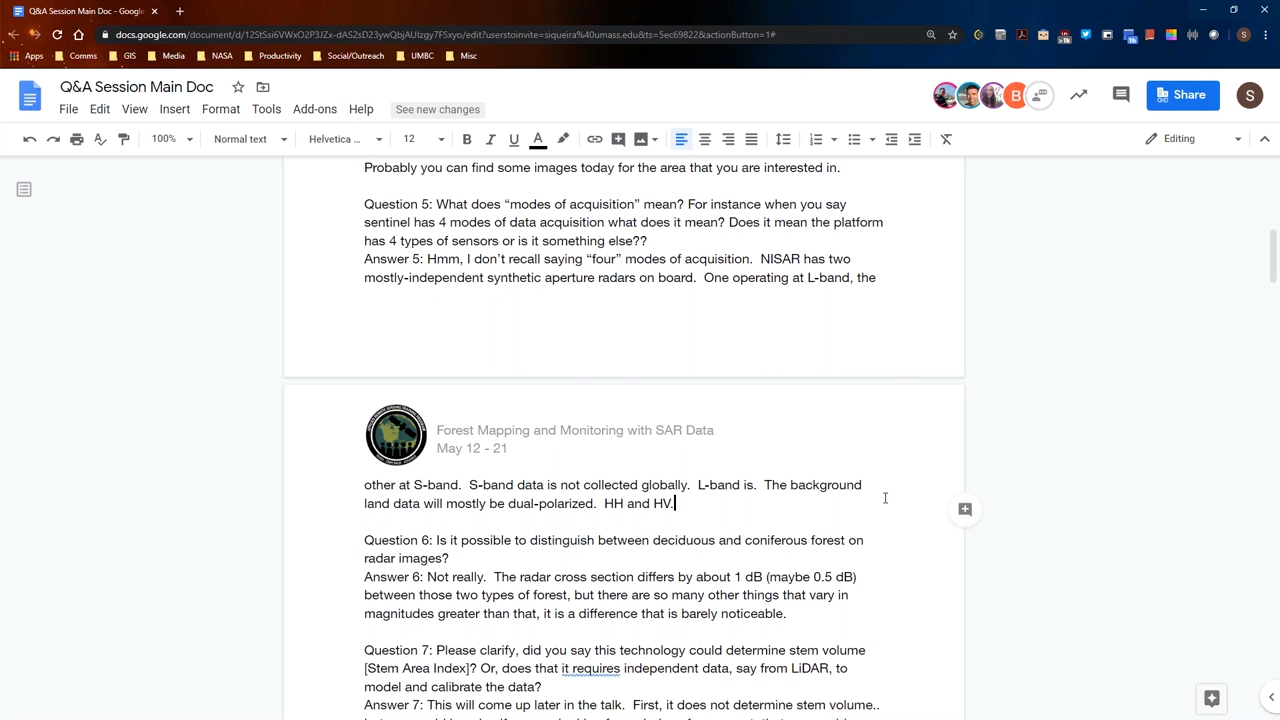 Q&A Session Main Doc - Google
docs.google.com/document/d/12StSsi6VWxO2P3JZx-dAS2sD23ywQbjAUIzgy7FSxyo/edit?userstoinvite=siqueira%40umass.edu&ts=5ec69822&actionButton=1#
Apps Comms GIS Media NASA Productivity Social/Outreach UMBC Misc
Q&A Session Main Doc
File Edit View Insert Format Tools Add-ons Help See new changes
B Share S
100% Normal text Helvetica ... 12 B I U A Editing
Probably you can find some images today for the area that you are interested in.
Question 5: What does “modes of acquisition” mean? For instance when you say
sentinel has 4 modes of data acquisition what does it mean? Does it mean the platform
has 4 types of sensors or is it something else??
Answer 5: Hmm, I don’t recall saying “four” modes of acquisition. NISAR has two
mostly-independent synthetic aperture radars on board. One operating at L-band, the
Forest Mapping and Monitoring with SAR Data
May 12 - 21
other at S-band. S-band data is not collected globally. L-band is. The background
land data will mostly be dual-polarized. HH and HV.
Question 6: Is it possible to distinguish between deciduous and coniferous forest on
radar images?
Answer 6: Not really. The radar cross section differs by about 1 dB (maybe 0.5 dB)
between those two types of forest, but there are so many other things that vary in
magnitudes greater than that, it is a difference that is barely noticeable.
Question 7: Please clarify, did you say this technology could determine stem volume
[Stem Area Index]? Or, does that it requires independent data, say from LiDAR, to
model and calibrate the data?
Answer 7: This will come up later in the talk. First, it does not determine stem volume..